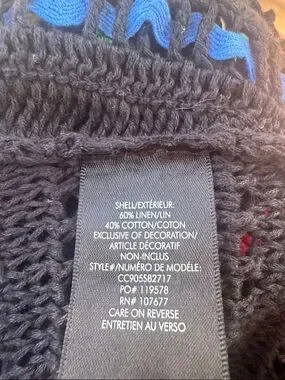 SHELL/EXTÉRIEUR:
60% LINEN/LIN
40% COTTON/COTON
EXCLUSIVE OF DECORATION/
ARTICLE DÉCORATIF
NON-INCLUS
STYLE#/NUMÉRO DE MODÈLE:
CC905582717
PO# 119578
RN# 107677
CARE ON REVERSE
ENTRETIEN AU VERSO